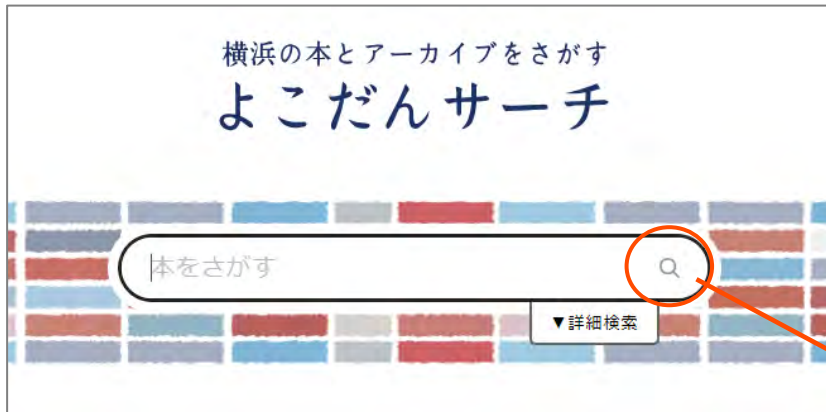 横浜の本とアーカイブをさがす
よこだんサーチ
本をさがす
▼詳細検索